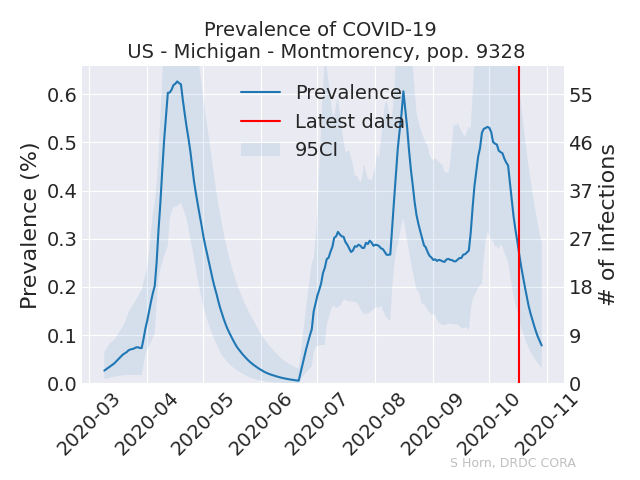 Prevalence of COVID-19
US - Michigan - Montmorency, pop. 9328
Prevalence
Latest data
95CI
Prevalence (%)
0.6
0.5
0.4
0.3
0.2
0.1
0.0
# of infections
55
46
37
27
18
9
0
2020-03
2020-04
2020-05
2020-06
2020-07
2020-08
2020-09
2020-10
2020-11
S Horn, DRDC CORA